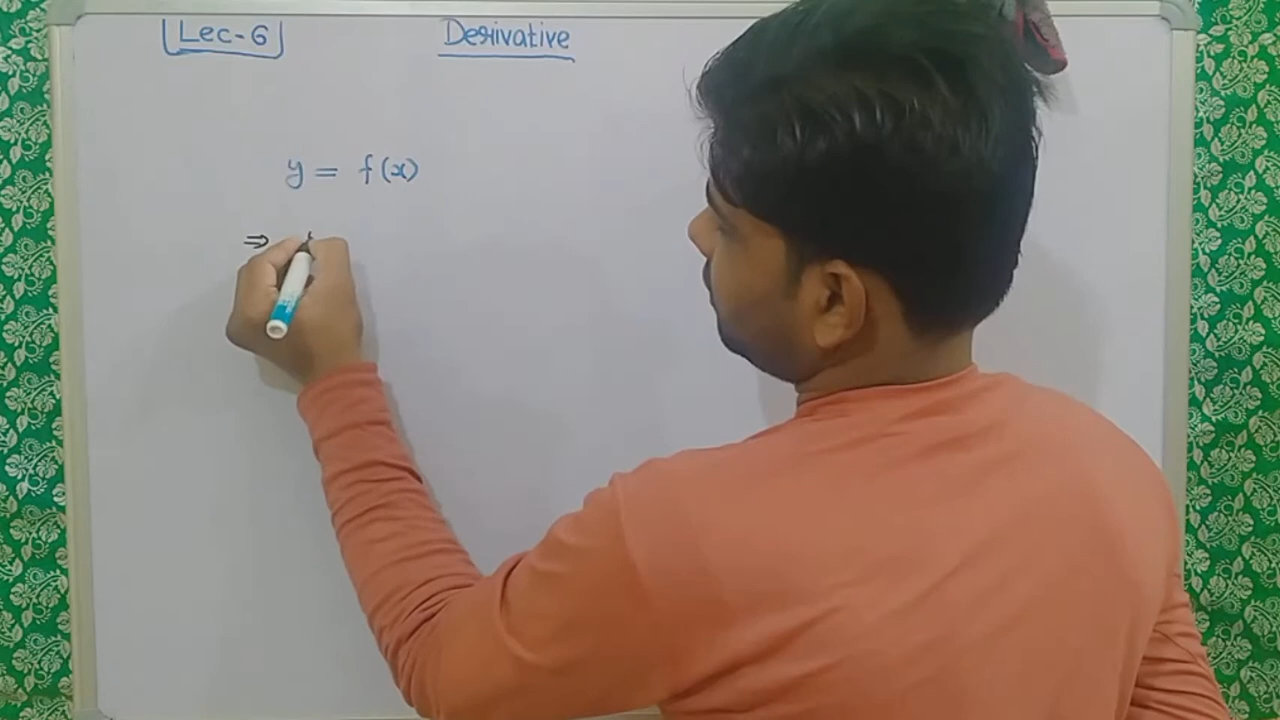 Lec-6 Derivative
y = f(x)
⇒